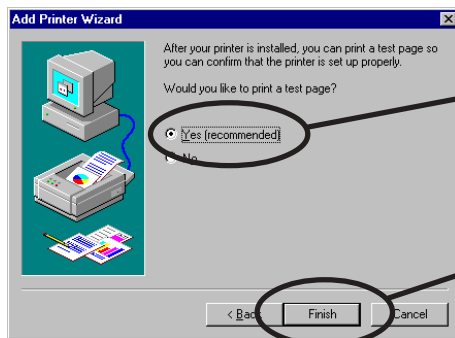 Add Printer Wizard
After your printer is installed, you can print a test page so
you can confirm that the printer is set up properly.
Would you like to print a test page?
Yes (recommended)
No
< Back
Finish
Cancel